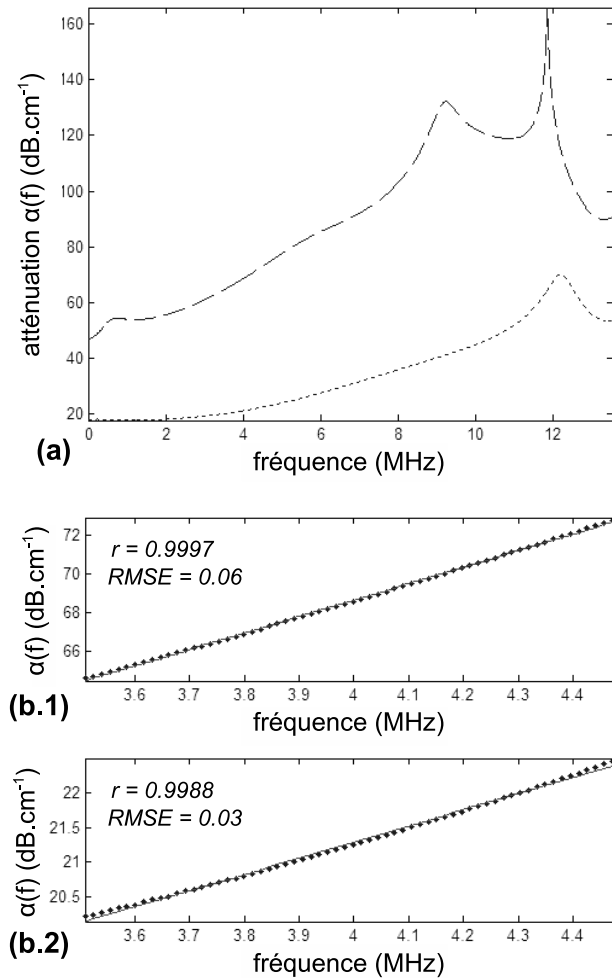 160
140
120
100
80
60
40
20
atténuation α(f) (dB.cm-1)
0 2 4 6 8 10 12
(a)
fréquence (MHz)
72
70
68
66
α(f) (dB.cm-1)
r = 0.9997
RMSE = 0.06
3.6 3.7 3.8 3.9 4 4.1 4.2 4.3 4.4
(b.1)
fréquence (MHz)
22
21.5
21
20.5
α(f) (dB.cm-1)
r = 0.9988
RMSE = 0.03
3.6 3.7 3.8 3.9 4 4.1 4.2 4.3 4.4
(b.2)
fréquence (MHz)